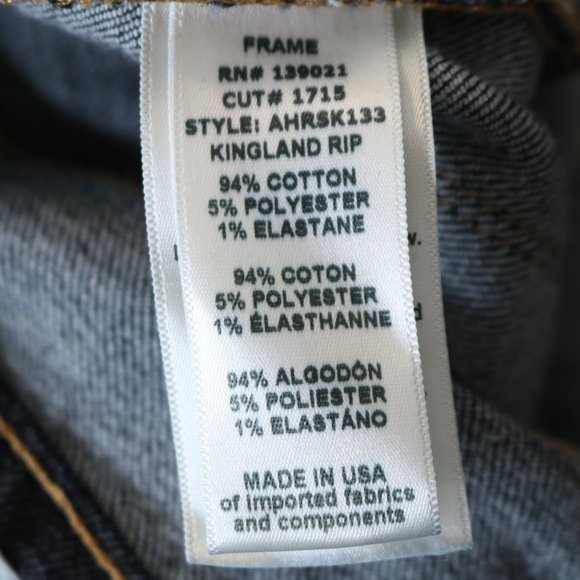 FRAME
RN# 139021
CUT# 1715
STYLE: AHRSK133
KINGLAND RIP
94% COTTON
5% POLYESTER
1% ELASTANE
94% COTON
5% POLYESTER
1% ÉLASTHANNE
94% ALGODÓN
5% POLIESTER
1% ELASTÁNO
MADE IN USA
of imported fabrics
and components